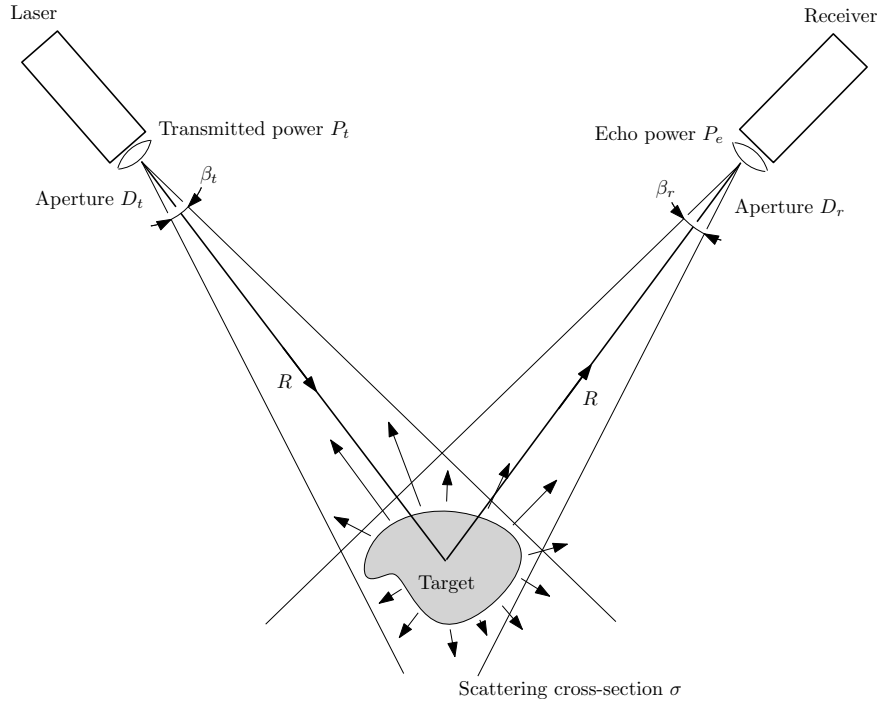 Laser
Receiver
Transmitted power $P_t$
Echo power $P_e$
$\beta_t$
$\beta_r$
Aperture $D_t$
Aperture $D_r$
$R$
$R$
Target
Scattering cross-section $\sigma$